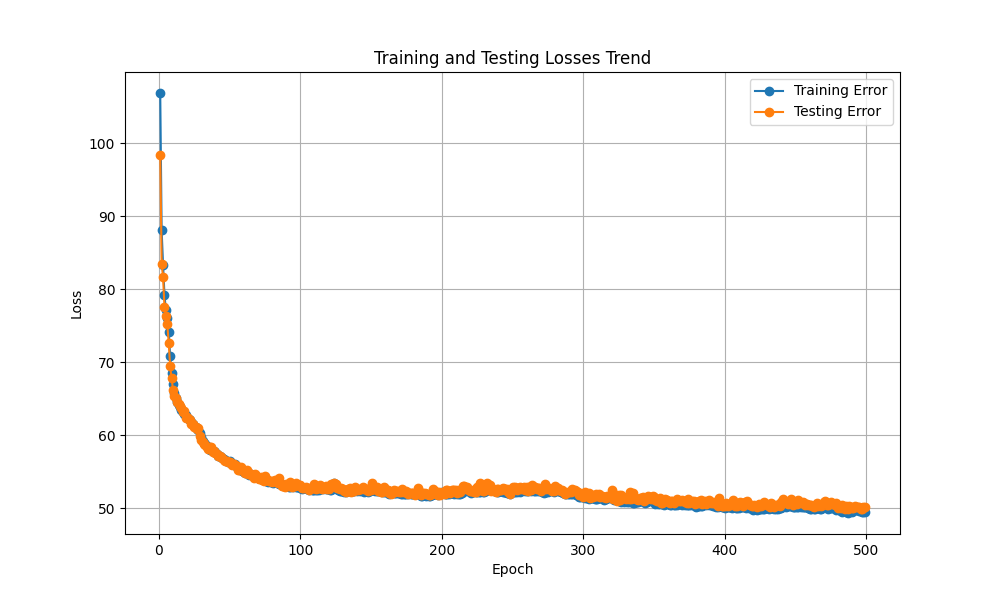 Training and Testing Losses Trend
Training Error
Testing Error
Loss
100
90
80
70
60
50
0
100
200
300
400
500
Epoch